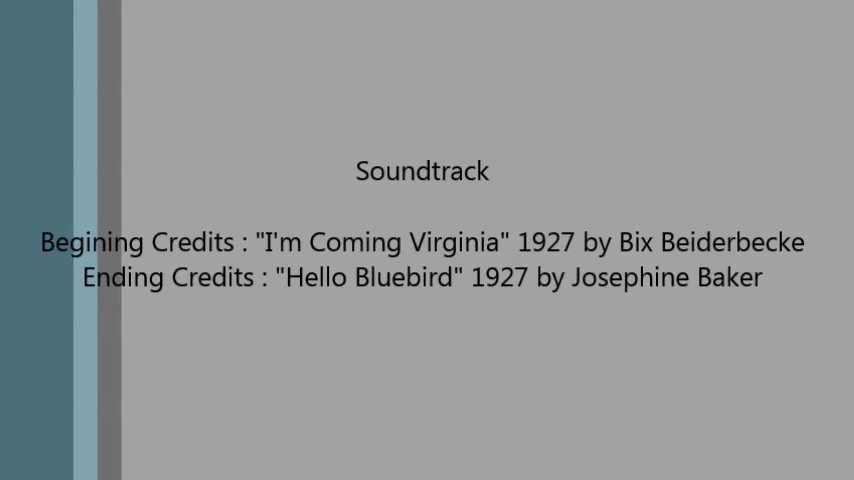 Soundtrack
Begining Credits : "I'm Coming Virginia" 1927 by Bix Beiderbecke
Ending Credits : "Hello Bluebird" 1927 by Josephine Baker